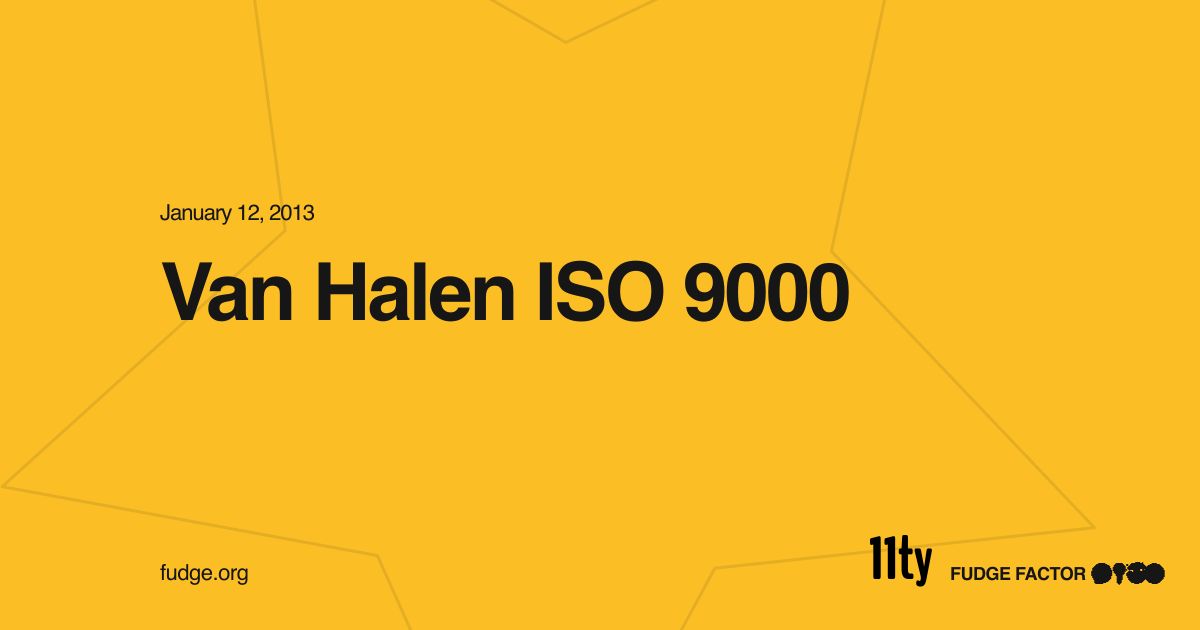 January 12, 2013
Van Halen ISO 9000
fudge.org
11ty
FUDGE FACTOR